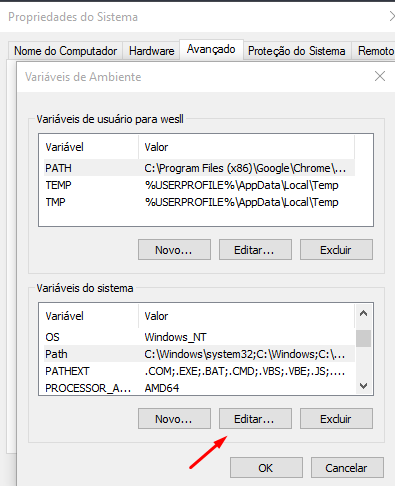 Propriedades do Sistema
Nome do Computador Hardware Avançado Proteção do Sistema Remoto
Variáveis de Ambiente
Variáveis de usuário para wesll
Variável Valor
PATH C:\Program Files (x86)\Google\Chrome\...
TEMP %USERPROFILE%\AppData\Local\Temp
TMP %USERPROFILE%\AppData\Local\Temp
Novo... Editar... Excluir
Variáveis do sistema
Variável Valor
OS Windows_NT
Path C:\Windows\system32;C:\Windows;C:\...
PATHEXT .COM;.EXE;.BAT;.CMD;.VBS;.VBE;.JS;....
PROCESSOR_A... AMD64
Novo... Editar... Excluir
OK Cancelar